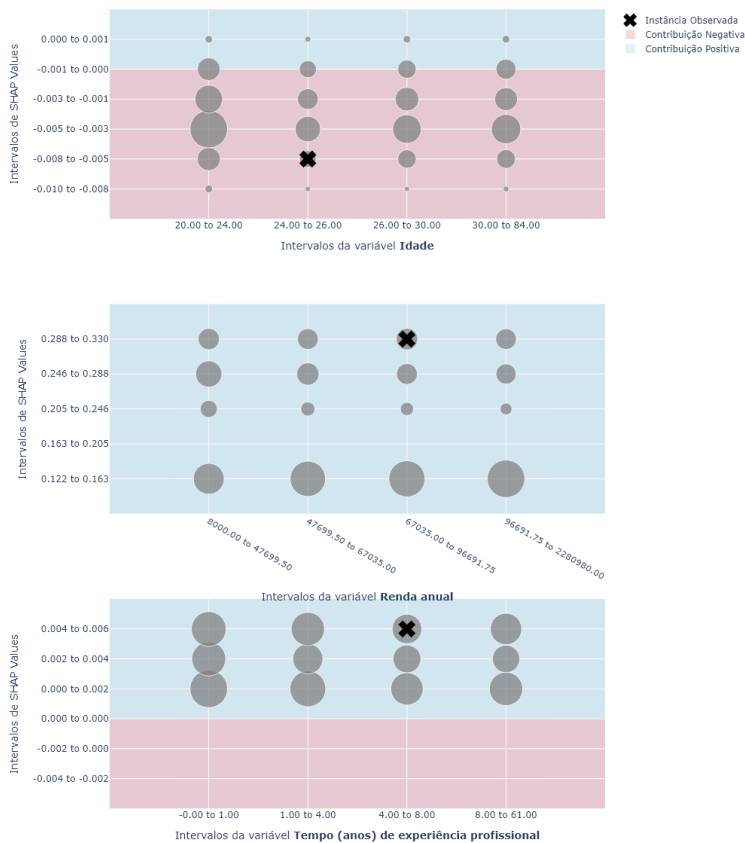 Instância Observada
Contribuição Negativa
Contribuição Positiva
Intervalos de SHAP Values
0.000 to 0.001
-0.001 to 0.000
-0.003 to -0.001
-0.005 to -0.003
-0.008 to -0.005
-0.010 to -0.008
20.00 to 24.00
24.00 to 26.00
26.00 to 30.00
30.00 to 84.00
Intervalos da variável Idade
Intervalos de SHAP Values
0.288 to 0.330
0.246 to 0.288
0.205 to 0.246
0.163 to 0.205
0.122 to 0.163
8000.00 to 47699.50
47699.50 to 67035.00
67035.00 to 96691.75
96691.75 to 2280980.00
Intervalos da variável Renda anual
Intervalos de SHAP Values
0.004 to 0.006
0.002 to 0.004
0.000 to 0.002
0.000 to 0.000
-0.002 to 0.000
-0.004 to -0.002
-0.00 to 1.00
1.00 to 4.00
4.00 to 8.00
8.00 to 61.00
Intervalos da variável Tempo (anos) de experiência profissional